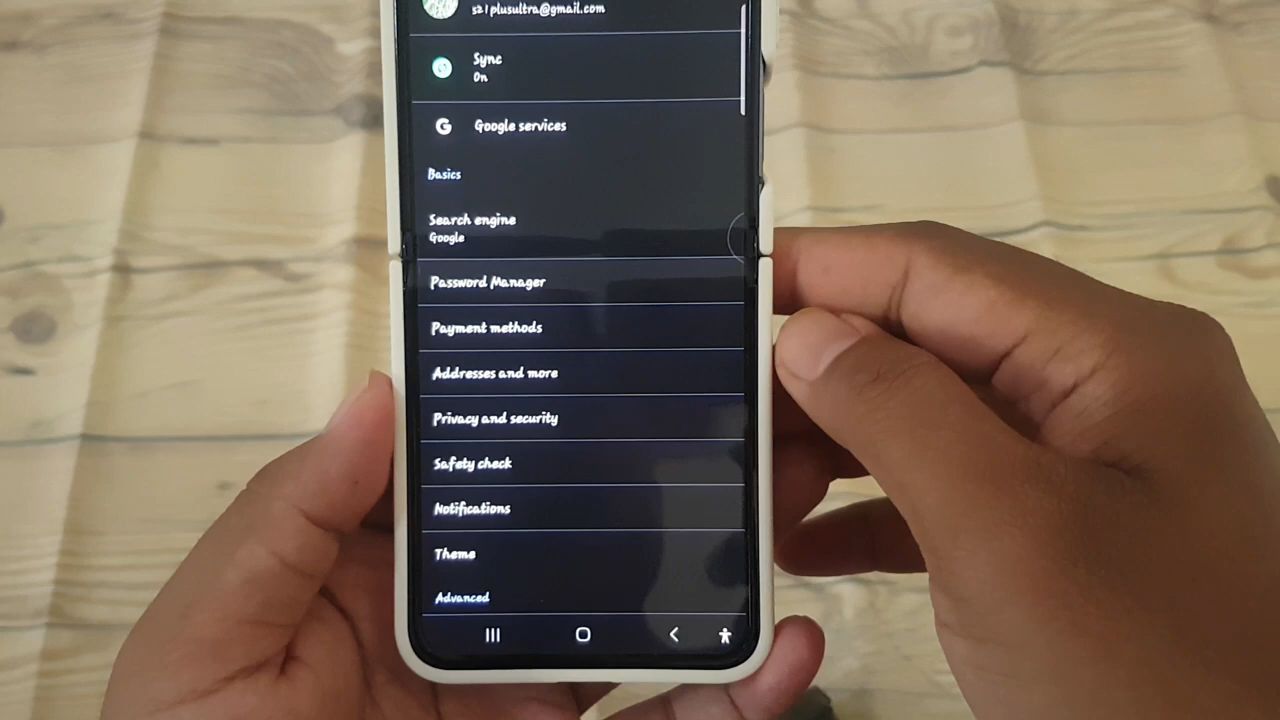 s21plusultra@gmail.com
Sync
On
Google services
Basics
Search engine
Google
Password Manager
Payment methods
Addresses and more
Privacy and security
Safety check
Notifications
Theme
Advanced